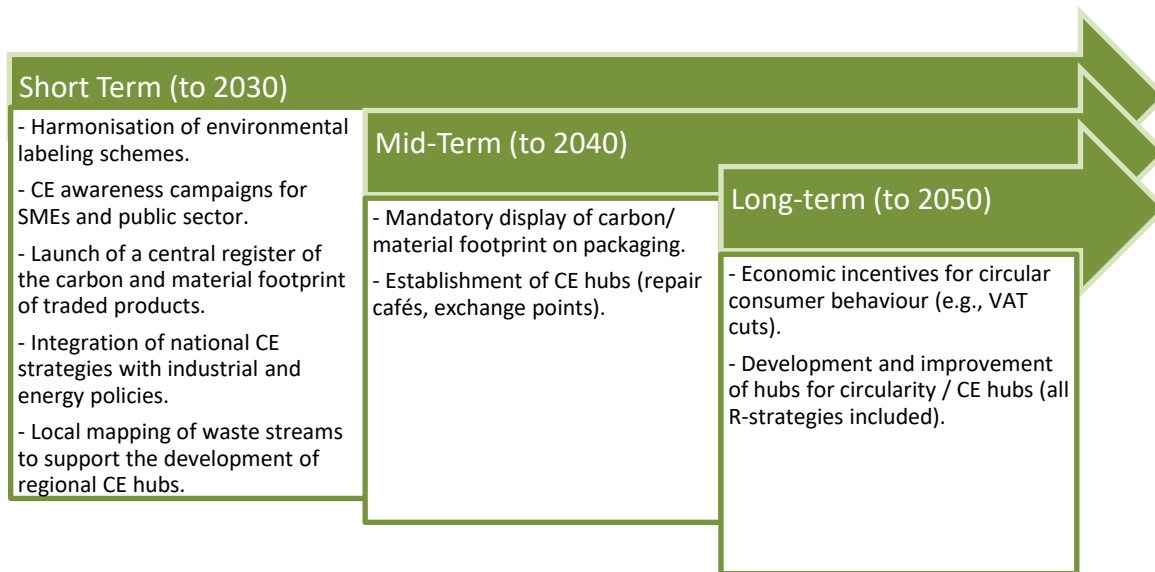 Short Term (to 2030)
- Harmonisation of environmental
labeling schemes.
- CE awareness campaigns for
SMEs and public sector.
- Launch of a central register of
the carbon and material footprint
of traded products.
- Integration of national CE
strategies with industrial and
energy policies.
- Local mapping of waste streams
to support the development of
regional CE hubs.
Mid-Term (to 2040)
- Mandatory display of carbon/
material footprint on packaging.
- Establishment of CE hubs (repair
cafés, exchange points).
Long-term (to 2050)
- Economic incentives for circular
consumer behaviour (e.g., VAT
cuts).
- Development and improvement
of hubs for circularity / CE hubs (all
R-strategies included).